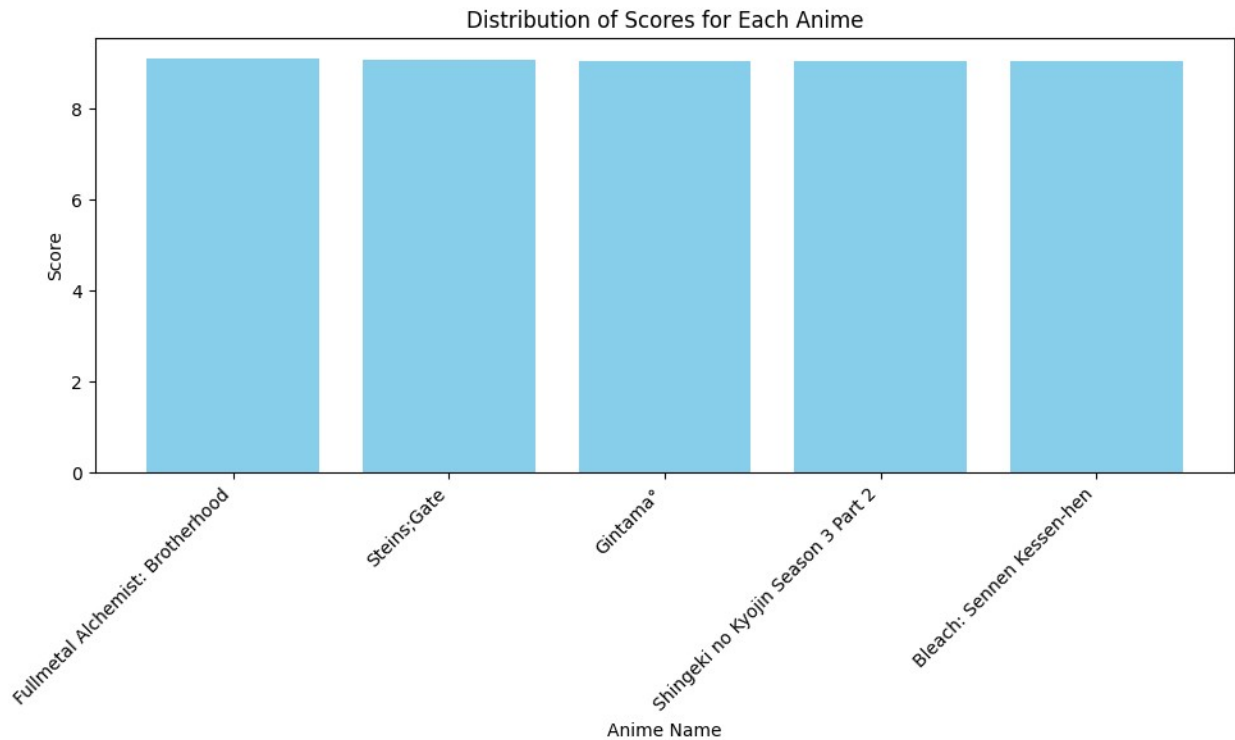 Distribution of Scores for Each Anime
Score
8
6
4
2
0
Fullmetal Alchemist: Brotherhood
Steins;Gate
Gintama°
Shingeki no Kyojin Season 3 Part 2
Bleach: Sennen Kessen-hen
Anime Name